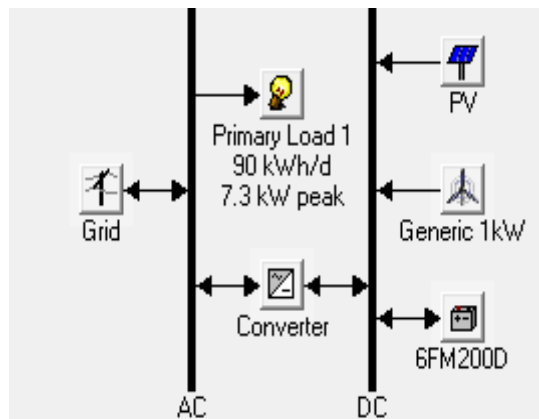 PV
Primary Load 1
90 kWh/d
7.3 kW peak
Grid
Generic 1kW
Converter
6FM200D
AC
DC